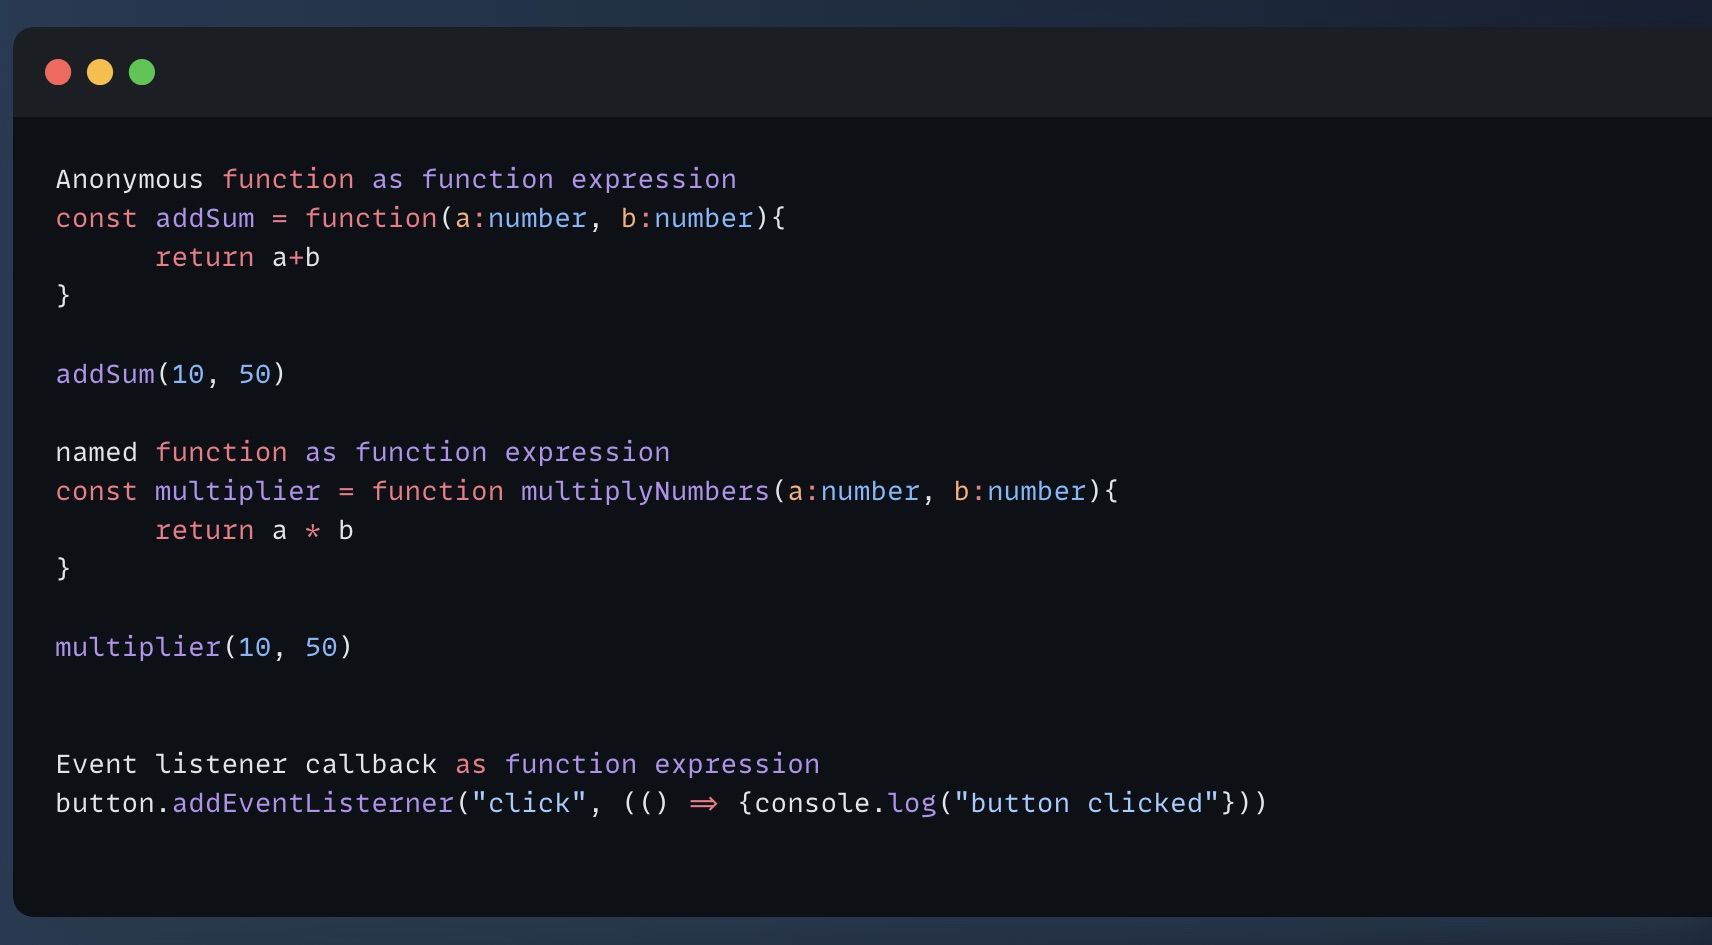 Anonymous function as function expression
const addSum = function(a:number, b:number){
      return a+b
}

addSum(10, 50)

named function as function expression
const multiplier = function multiplyNumbers(a:number, b:number){
      return a * b
}

multiplier(10, 50)


Event listener callback as function expression
button.addEventListerner("click", (() => {console.log("button clicked"}))